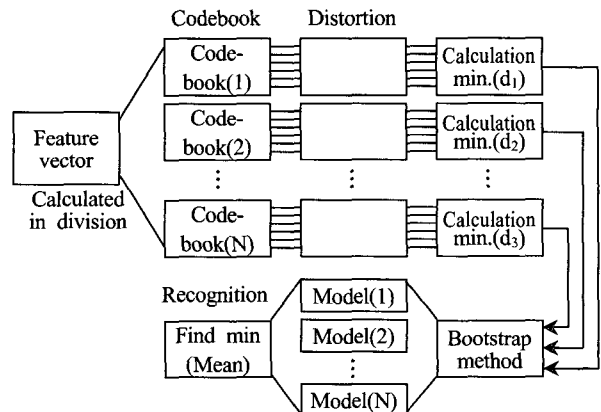 Codebook Distortion
Code-
book(1)
Calculation
min.(d₁)
Code-
book(2)
Calculation
min.(d₂)
Feature
vector
Calculated
in division
⋮ ⋮ ⋮
Code-
book(N)
Calculation
min.(d₃)
Recognition
Find min
(Mean)
Model(1)
Model(2)
⋮
Model(N)
Bootstrap
method